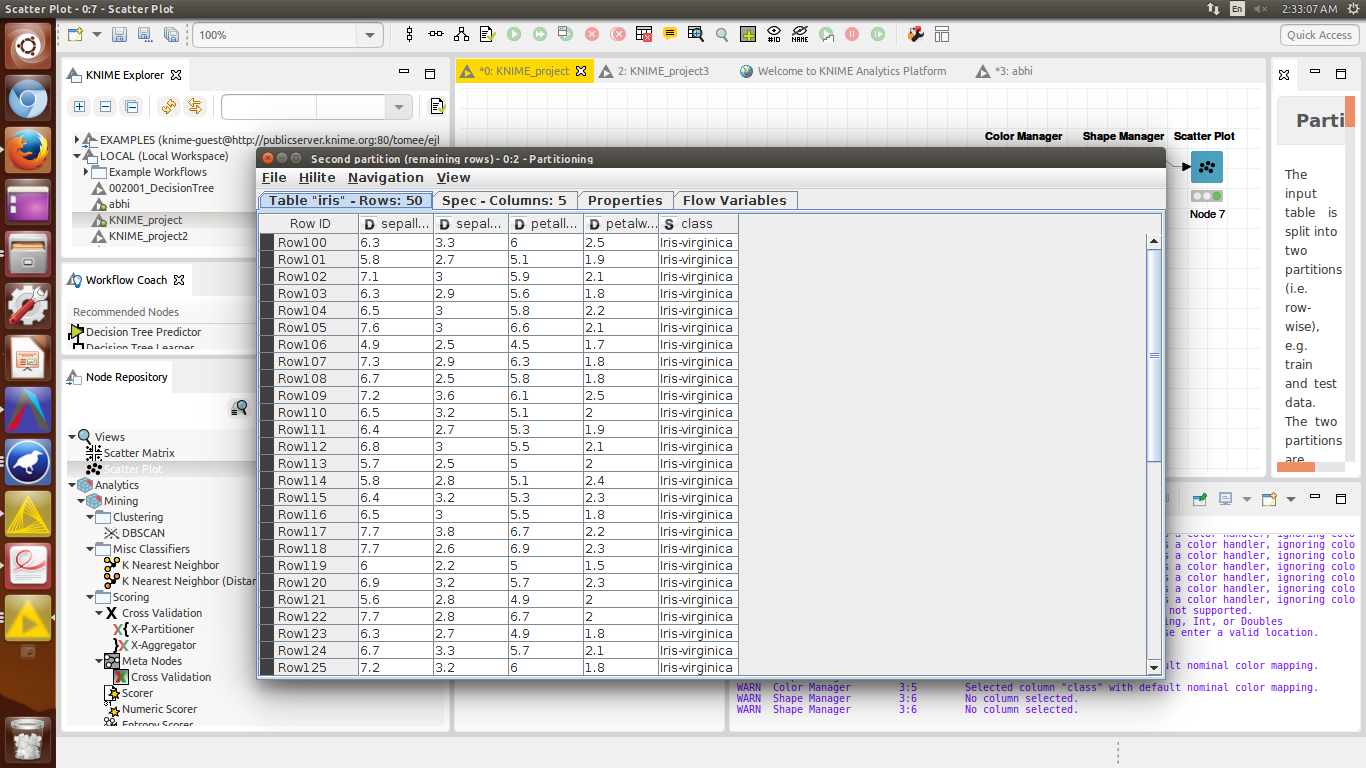 Scatter Plot - 0:7 - Scatter Plot
En
2:33:07 AM
100%
#ID
NAME
Quick Access
KNIME Explorer
*0: KNIME_project
2: KNIME_project3
Welcome to KNIME Analytics Platform
*3: abhi
EXAMPLES (knime-guest@http://publicserver.knime.org:80/tomee/ejl
LOCAL (Local Workspace)
Example Workflows
002001_DecisionTree
abhi
KNIME_project
KNIME_project2
Workflow Coach
Recommended Nodes
Decision Tree Predictor
Decision Tree Learner
Node Repository
Views
Scatter Matrix
Scatter Plot
Analytics
Mining
Clustering
DBSCAN
Misc Classifiers
K Nearest Neighbor
K Nearest Neighbor (Distan
Scoring
Cross Validation
X-Partitioner
X-Aggregator
Meta Nodes
Cross Validation
Scorer
Numeric Scorer
Entropy Scorer
Color Manager Shape Manager Scatter Plot
Node 7
Second partition (remaining rows) - 0:2 - Partitioning
File Hilite Navigation View
Table "iris" - Rows: 50 Spec - Columns: 5 Properties Flow Variables
Row ID D sepall... D sepal... D petall... D petalw... S class
Row100 6.3 3.3 6 2.5 Iris-virginica
Row101 5.8 2.7 5.1 1.9 Iris-virginica
Row102 7.1 3 5.9 2.1 Iris-virginica
Row103 6.3 2.9 5.6 1.8 Iris-virginica
Row104 6.5 3 5.8 2.2 Iris-virginica
Row105 7.6 3 6.6 2.1 Iris-virginica
Row106 4.9 2.5 4.5 1.7 Iris-virginica
Row107 7.3 2.9 6.3 1.8 Iris-virginica
Row108 6.7 2.5 5.8 1.8 Iris-virginica
Row109 7.2 3.6 6.1 2.5 Iris-virginica
Row110 6.5 3.2 5.1 2 Iris-virginica
Row111 6.4 2.7 5.3 1.9 Iris-virginica
Row112 6.8 3 5.5 2.1 Iris-virginica
Row113 5.7 2.5 5 2 Iris-virginica
Row114 5.8 2.8 5.1 2.4 Iris-virginica
Row115 6.4 3.2 5.3 2.3 Iris-virginica
Row116 6.5 3 5.5 1.8 Iris-virginica
Row117 7.7 3.8 6.7 2.2 Iris-virginica
Row118 7.7 2.6 6.9 2.3 Iris-virginica
Row119 6 2.2 5 1.5 Iris-virginica
Row120 6.9 3.2 5.7 2.3 Iris-virginica
Row121 5.6 2.8 4.9 2 Iris-virginica
Row122 7.7 2.8 6.7 2 Iris-virginica
Row123 6.3 2.7 4.9 1.8 Iris-virginica
Row124 6.7 3.3 5.7 2.1 Iris-virginica
Row125 7.2 3.2 6 1.8 Iris-virginica
Parti
The
input
table is
split into
two
partitions
(i.e.
row-
wise),
e.g.
train
and test
data.
The two
partitions
are
s a color handler, ignoring colo
s a color handler, ignoring colo
s a color handler, ignoring colo
s a color handler, ignoring colo
s a color handler, ignoring colo
s a color handler, ignoring colo
not supported.
ing, Int, or Doubles
se enter a valid location.
ult nominal color mapping.
WARN Color Manager 3:5 Selected column "class" with default nominal color mapping.
WARN Shape Manager 3:6 No column selected.
WARN Shape Manager 3:6 No column selected.